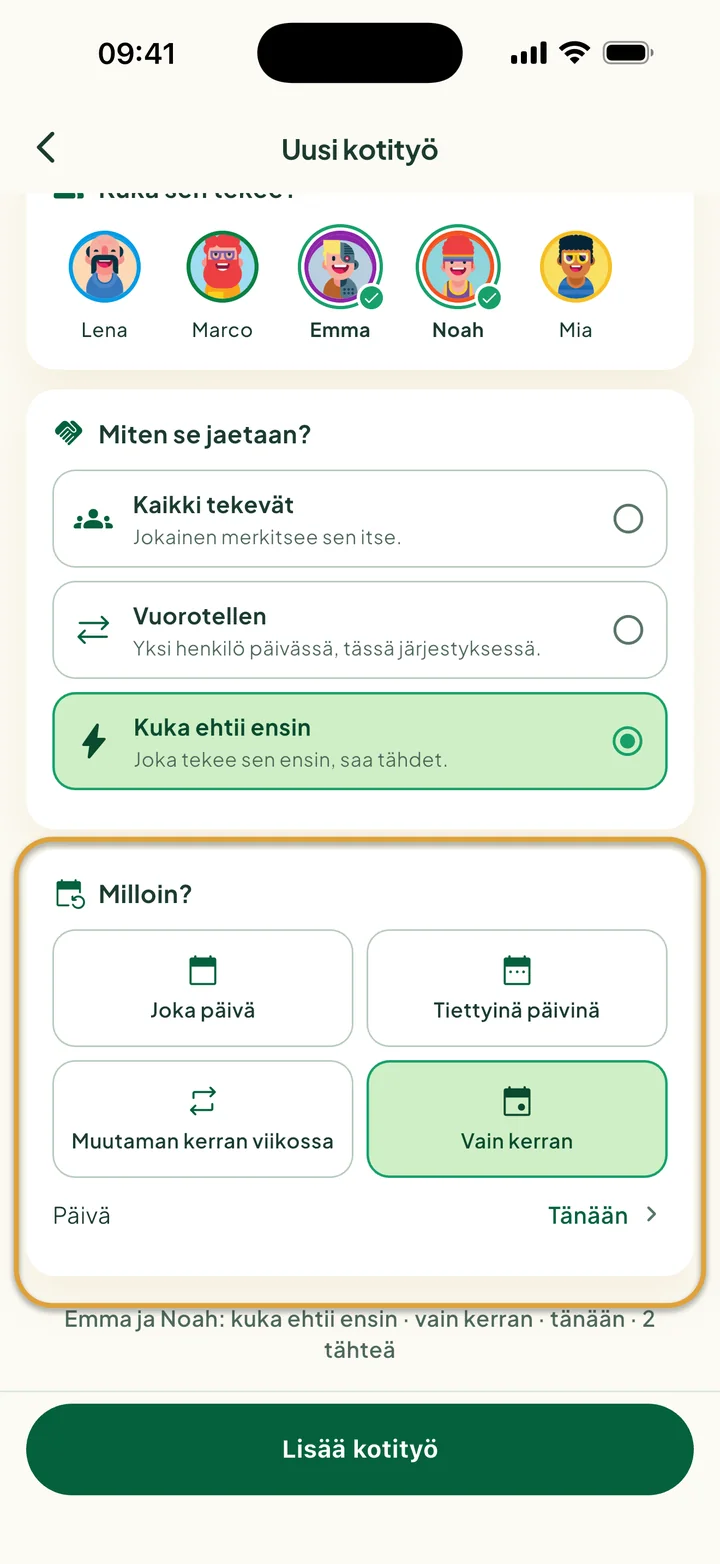 09:41
Uusi kotityö
Kuka sen tekee?
Lena
Marco
Emma
Noah
Mia
Miten se jaetaan?
Kaikki tekevät
Jokainen merkitsee sen itse.
Vuorotellen
Yksi henkilö päivässä, tässä järjestyksessä.
Kuka ehtii ensin
Joka tekee sen ensin, saa tähdet.
Milloin?
Joka päivä
Tiettyinä päivinä
Muutaman kerran viikossa
Vain kerran
Päivä
Tänään
Emma ja Noah: kuka ehtii ensin · vain kerran · tänään · 2
tähteä
Lisää kotityö